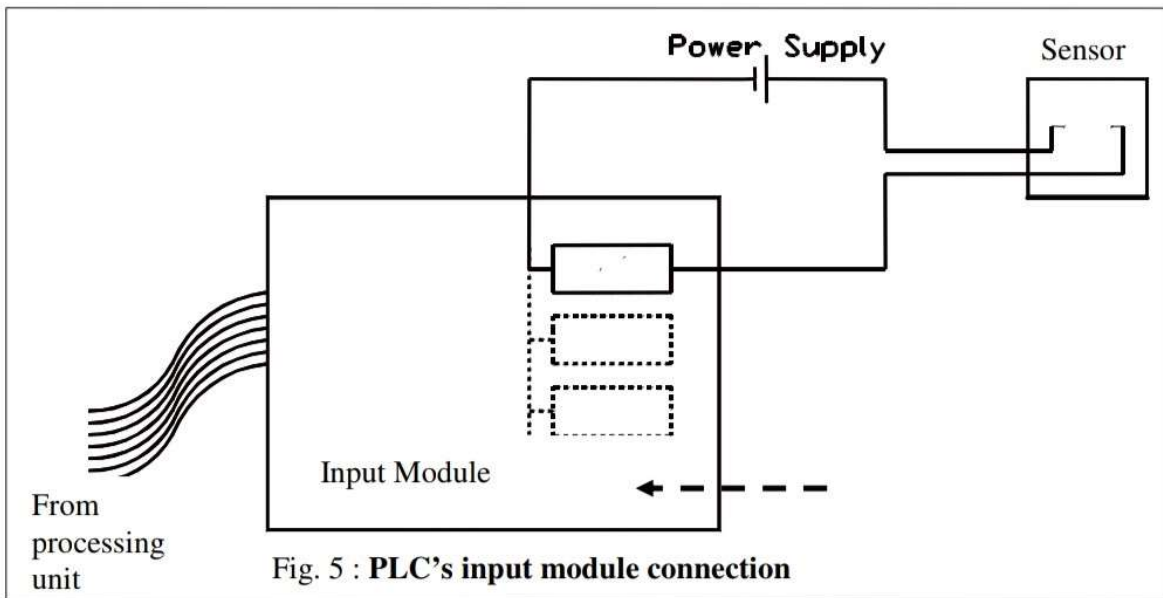 Power Supply
Sensor
Input Module
From
processing
unit
Fig. 5 : PLC's input module connection